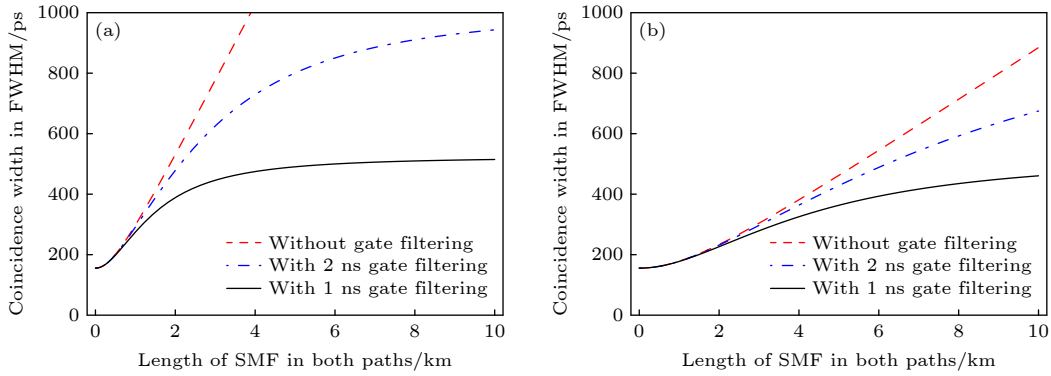 (a)
Coincidence width in FWHM/ps
1000
800
600
400
200
0
Without gate filtering
With 2 ns gate filtering
With 1 ns gate filtering
0 2 4 6 8 10
Length of SMF in both paths/km
(b)
Coincidence width in FWHM/ps
1000
800
600
400
200
0
Without gate filtering
With 2 ns gate filtering
With 1 ns gate filtering
0 2 4 6 8 10
Length of SMF in both paths/km